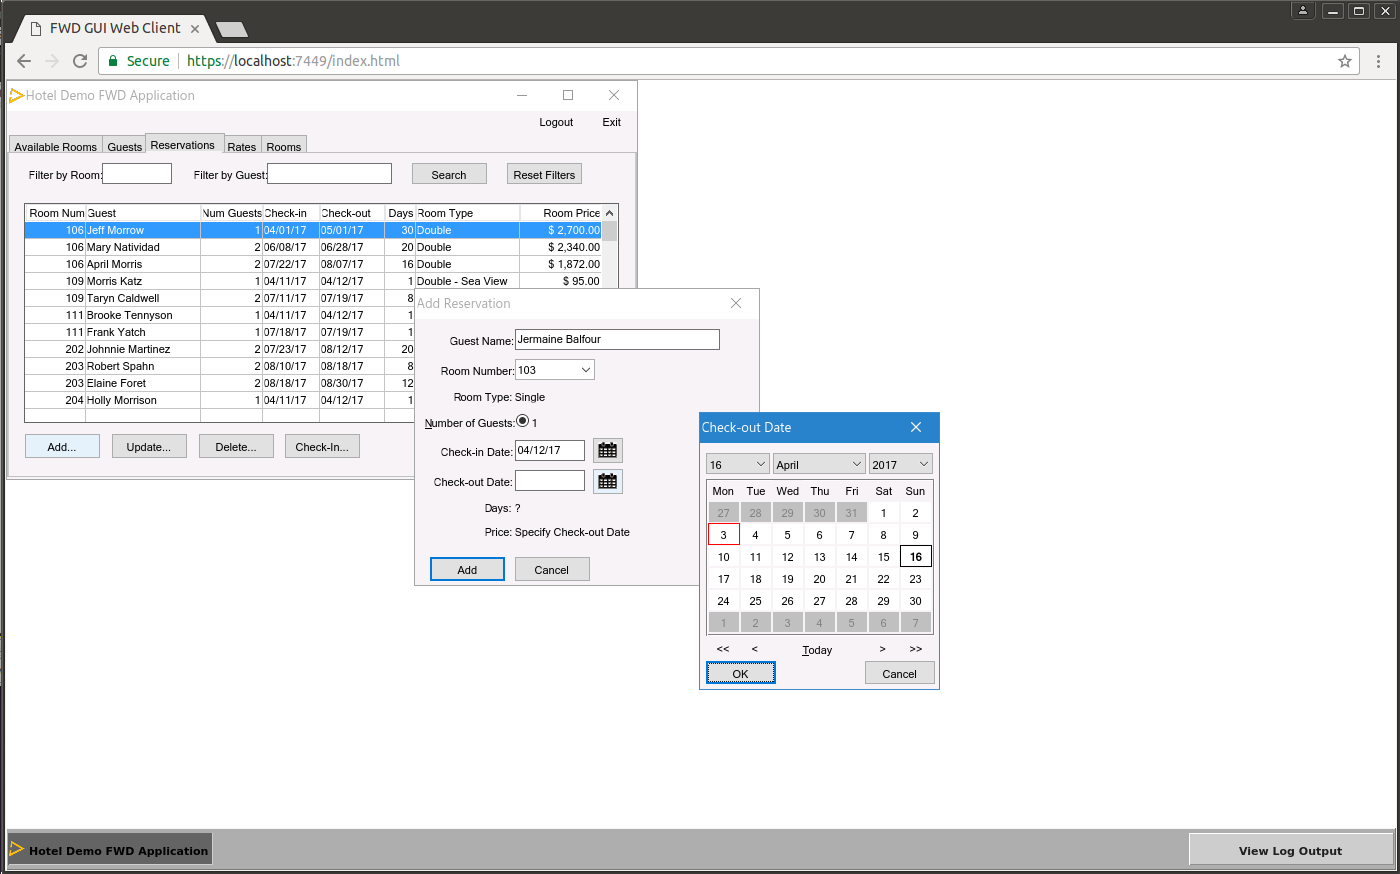 FWD GUI Web Client
Secure https://localhost:7449/index.html
Hotel Demo FWD Application
Logout Exit
Available Rooms Guests Reservations Rates Rooms
Filter by Room: Filter by Guest: Search Reset Filters
Room Num Guest Num Guests Check-in Check-out Days Room Type Room Price
106 Jeff Morrow 1 04/01/17 05/01/17 30 Double $ 2,700.00
106 Mary Natividad 2 06/08/17 06/28/17 20 Double $ 2,340.00
106 April Morris 2 07/22/17 08/07/17 16 Double $ 1,872.00
109 Morris Katz 1 04/11/17 04/12/17 1 Double - Sea View $ 95.00
109 Taryn Caldwell 2 07/11/17 07/19/17 8
111 Brooke Tennyson 1 04/11/17 04/12/17 1
111 Frank Yatch 1 07/18/17 07/19/17 1
202 Johnnie Martinez 2 07/23/17 08/12/17 20
203 Robert Spahn 2 08/10/17 08/18/17 8
203 Elaine Foret 2 08/18/17 08/30/17 12
204 Holly Morrison 1 04/11/17 04/12/17 1
Add... Update... Delete... Check-In...
Add Reservation
Guest Name: Jermaine Balfour
Room Number: 103
Room Type: Single
Number of Guests: 1
Check-in Date: 04/12/17
Check-out Date:
Days: ?
Price: Specify Check-out Date
Add Cancel
Check-out Date
16 April 2017
Mon Tue Wed Thu Fri Sat Sun
27 28 29 30 31 1 2
3 4 5 6 7 8 9
10 11 12 13 14 15 16
17 18 19 20 21 22 23
24 25 26 27 28 29 30
1 2 3 4 5 6 7
<< < Today > >>
OK Cancel
Hotel Demo FWD Application View Log Output